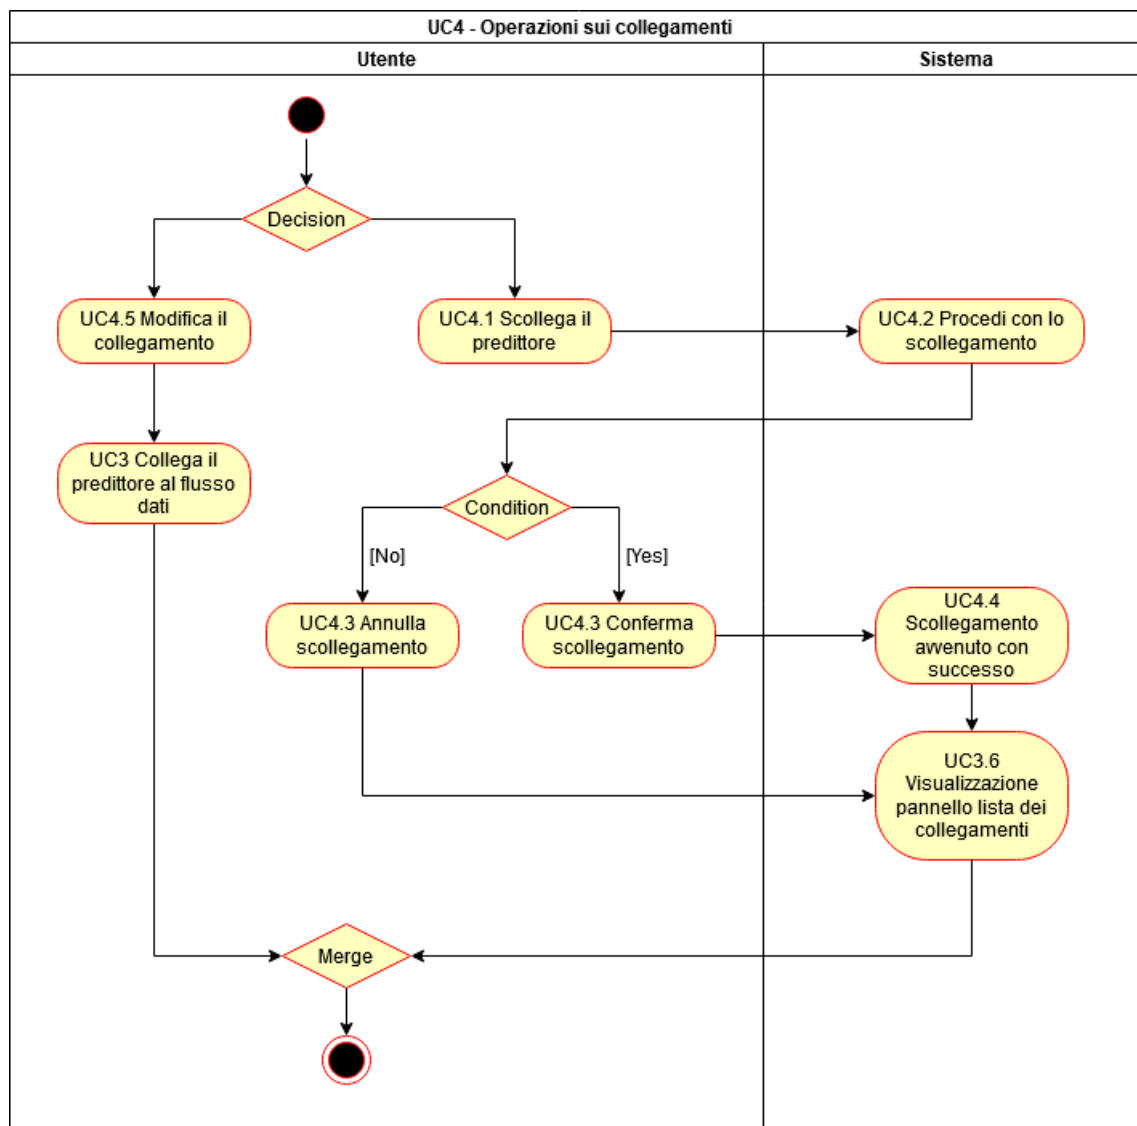 UC4 - Operazioni sui collegamenti
Utente
Sistema
Decision
UC4.5 Modifica il
collegamento
UC4.1 Scollega il
predittore
UC4.2 Procedi con lo
scollegamento
UC3 Collega il
predittore al flusso
dati
Condition
[No]
[Yes]
UC4.3 Annulla
scollegamento
UC4.3 Conferma
scollegamento
UC4.4
Scollegamento
avvenuto con
successo
UC3.6
Visualizzazione
pannello lista dei
collegamenti
Merge